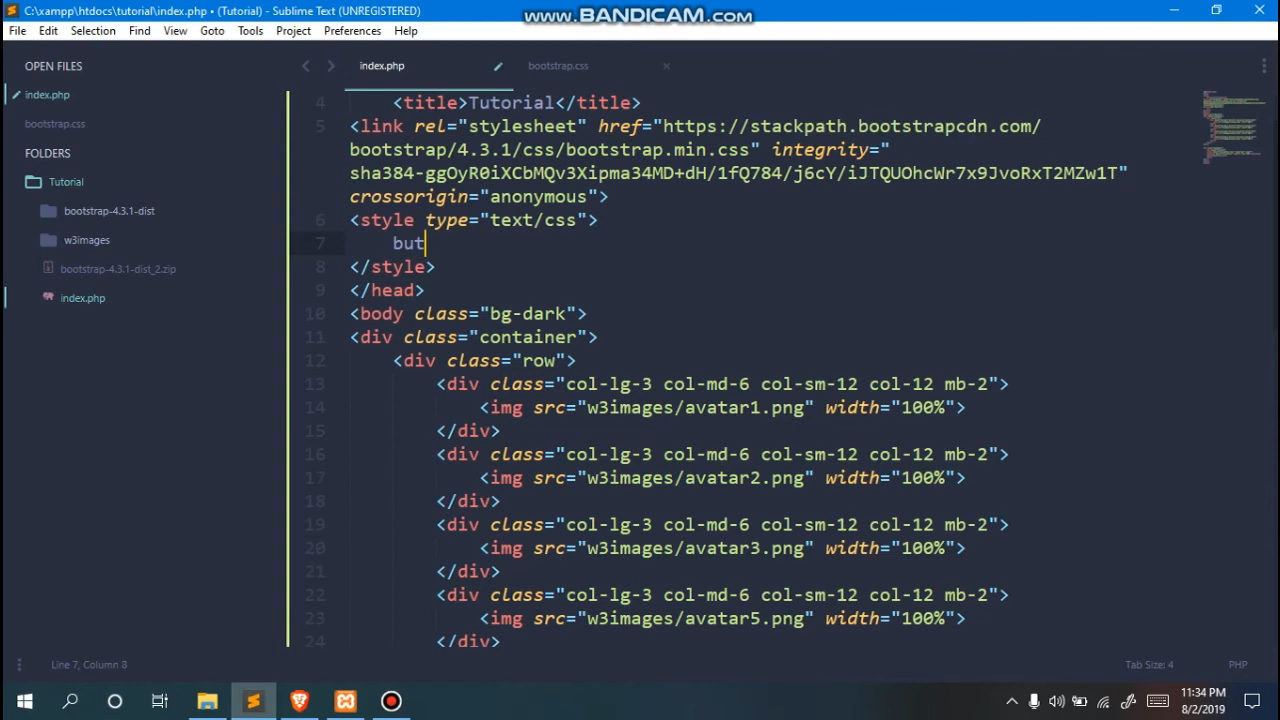 C:\xampp\htdocs\tutorial\index.php • (Tutorial) - Sublime Text (UNREGISTERED)
www.BANDICAM.com
File Edit Selection Find View Goto Tools Project Preferences Help
OPEN FILES
index.php
bootstrap.css
FOLDERS
Tutorial
bootstrap-4.3.1-dist
w3images
bootstrap-4.3.1-dist_2.zip
index.php
index.php bootstrap.css
4 <title>Tutorial</title>
5 <link rel="stylesheet" href="https://stackpath.bootstrapcdn.com/
bootstrap/4.3.1/css/bootstrap.min.css" integrity="
sha384-ggOyR0iXCbMQv3Xipma34MD+dH/1fQ784/j6cY/iJTQUOhcWr7x9JvoRxT2MZw1T"
crossorigin="anonymous">
6 <style type="text/css">
7 but
8 </style>
9 </head>
10 <body class="bg-dark">
11 <div class="container">
12 <div class="row">
13 <div class="col-lg-3 col-md-6 col-sm-12 col-12 mb-2">
14 <img src="w3images/avatar1.png" width="100%">
15 </div>
16 <div class="col-lg-3 col-md-6 col-sm-12 col-12 mb-2">
17 <img src="w3images/avatar2.png" width="100%">
18 </div>
19 <div class="col-lg-3 col-md-6 col-sm-12 col-12 mb-2">
20 <img src="w3images/avatar3.png" width="100%">
21 </div>
22 <div class="col-lg-3 col-md-6 col-sm-12 col-12 mb-2">
23 <img src="w3images/avatar5.png" width="100%">
24 </div>
Line 7, Column 8
Tab Size: 4 PHP
11:34 PM
8/2/2019